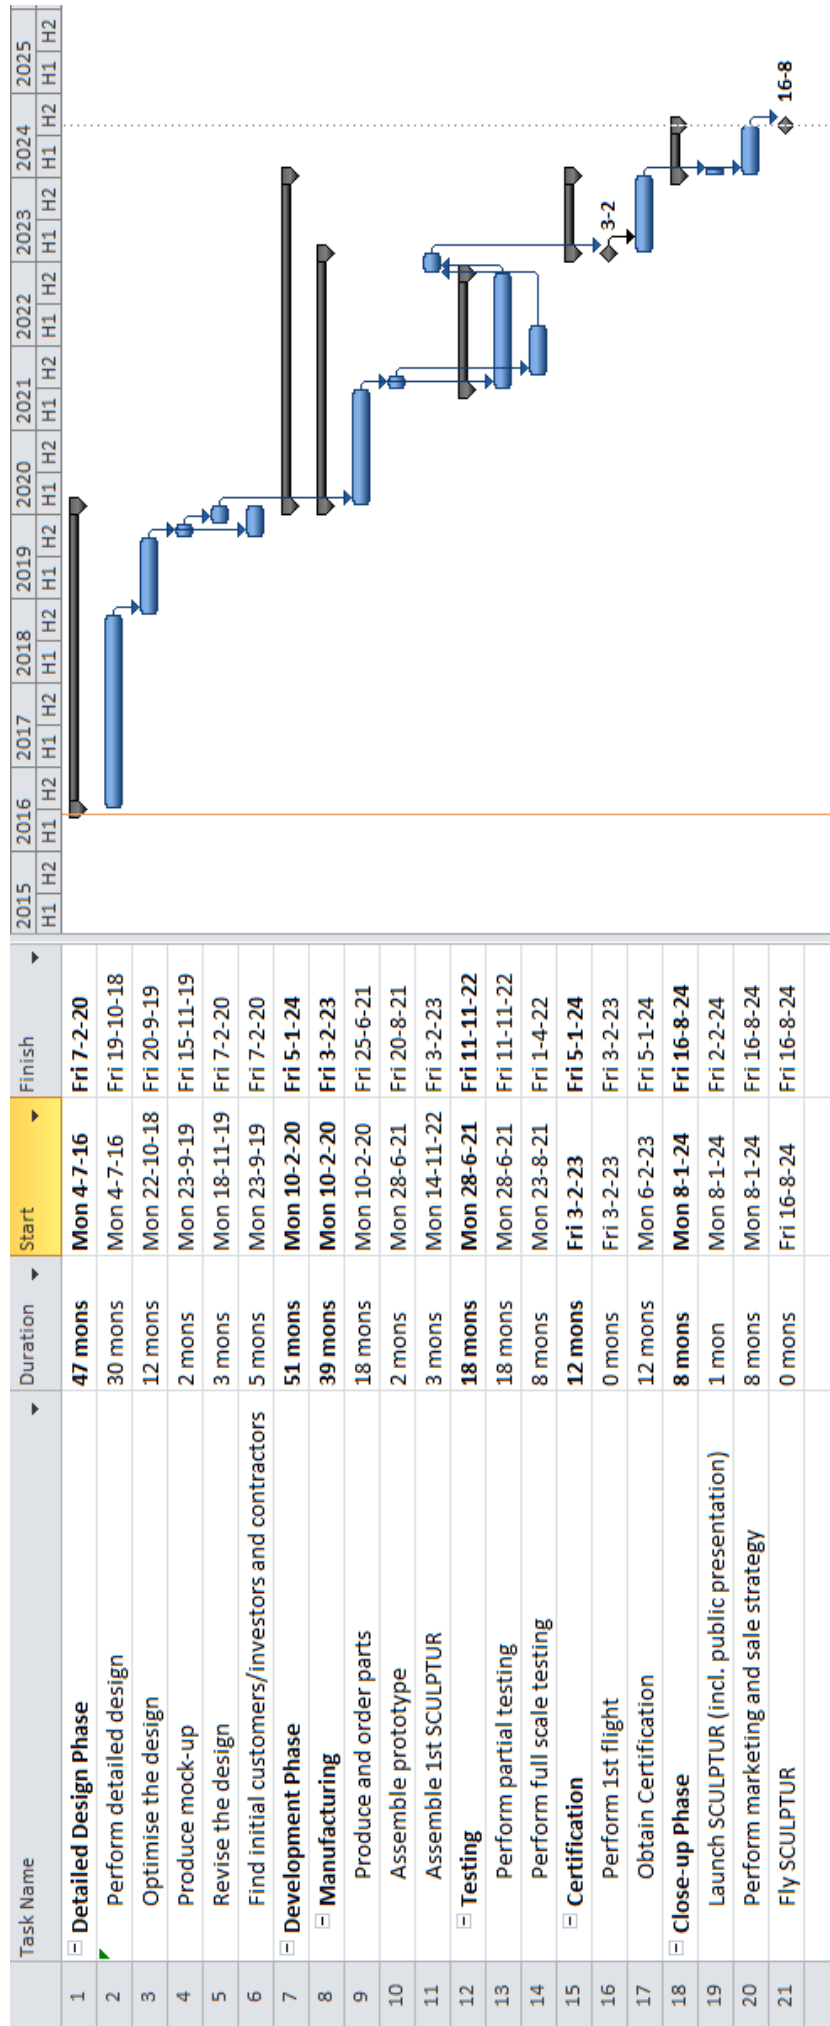 Task Name Duration Start Finish
1 Detailed Design Phase 47 mons Mon 4-7-16 Fri 7-2-20
2 Perform detailed design 30 mons Mon 4-7-16 Fri 19-10-18
3 Optimise the design 12 mons Mon 22-10-18 Fri 20-9-19
4 Produce mock-up 2 mons Mon 23-9-19 Fri 15-11-19
5 Revise the design 3 mons Mon 18-11-19 Fri 7-2-20
6 Find initial customers/investors and contractors 5 mons Mon 23-9-19 Fri 7-2-20
7 Development Phase 51 mons Mon 10-2-20 Fri 5-1-24
8 Manufacturing 39 mons Mon 10-2-20 Fri 3-2-23
9 Produce and order parts 18 mons Mon 10-2-20 Fri 25-6-21
10 Assemble prototype 2 mons Mon 28-6-21 Fri 20-8-21
11 Assemble 1st SCULPTUR 3 mons Mon 14-11-22 Fri 3-2-23
12 Testing 18 mons Mon 28-6-21 Fri 11-11-22
13 Perform partial testing 18 mons Mon 28-6-21 Fri 11-11-22
14 Perform full scale testing 8 mons Mon 23-8-21 Fri 1-4-22
15 Certification 12 mons Fri 3-2-23 Fri 5-1-24
16 Perform 1st flight 0 mons Fri 3-2-23 Fri 3-2-23
17 Obtain Certification 12 mons Mon 6-2-23 Fri 5-1-24
18 Close-up Phase 8 mons Mon 8-1-24 Fri 16-8-24
19 Launch SCULPTUR (incl. public presentation) 1 mon Mon 8-1-24 Fri 2-2-24
20 Perform marketing and sale strategy 8 mons Mon 8-1-24 Fri 16-8-24
21 Fly SCULPTUR 0 mons Fri 16-8-24 Fri 16-8-24
2015 2016 2017 2018 2019 2020 2021 2022 2023 2024 2025
H1 H2 H1 H2 H1 H2 H1 H2 H1 H2 H1 H2 H1 H2 H1 H2 H1 H2 H1 H2 H1 H2
3-2
16-8